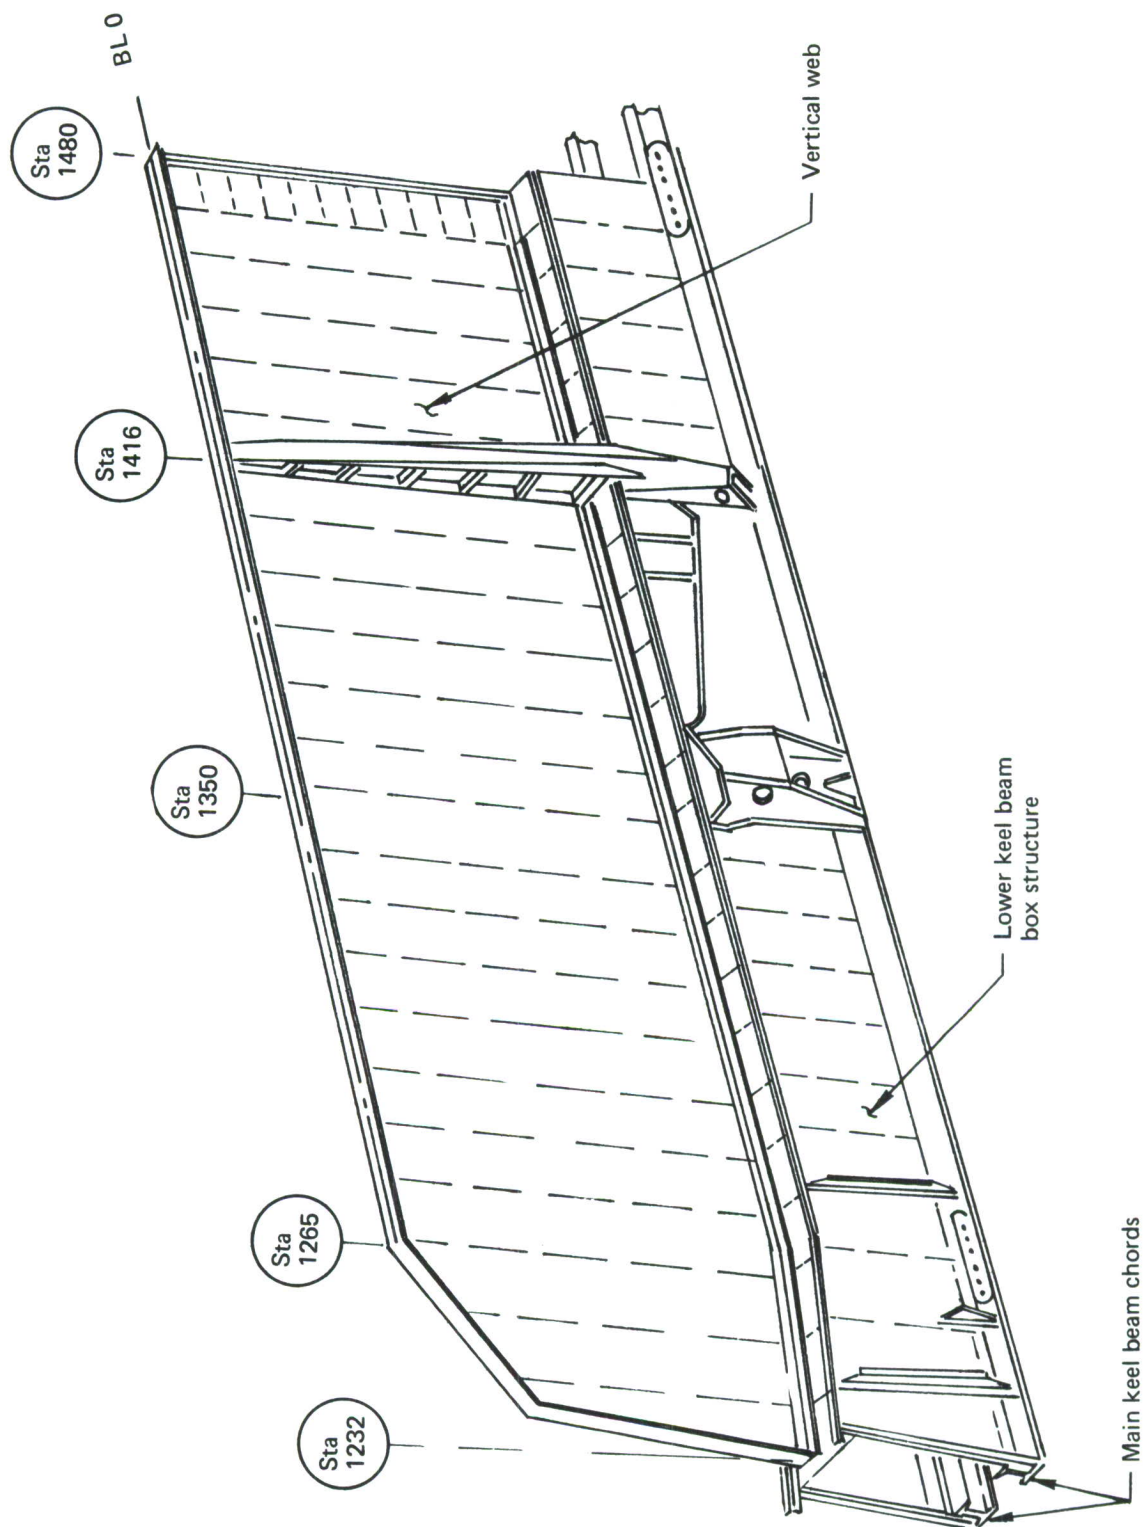 BL 0
Sta
1480
Sta
1416
Sta
1350
Sta
1265
Sta
1232
Vertical web
Lower keel beam
box structure
Main keel beam chords